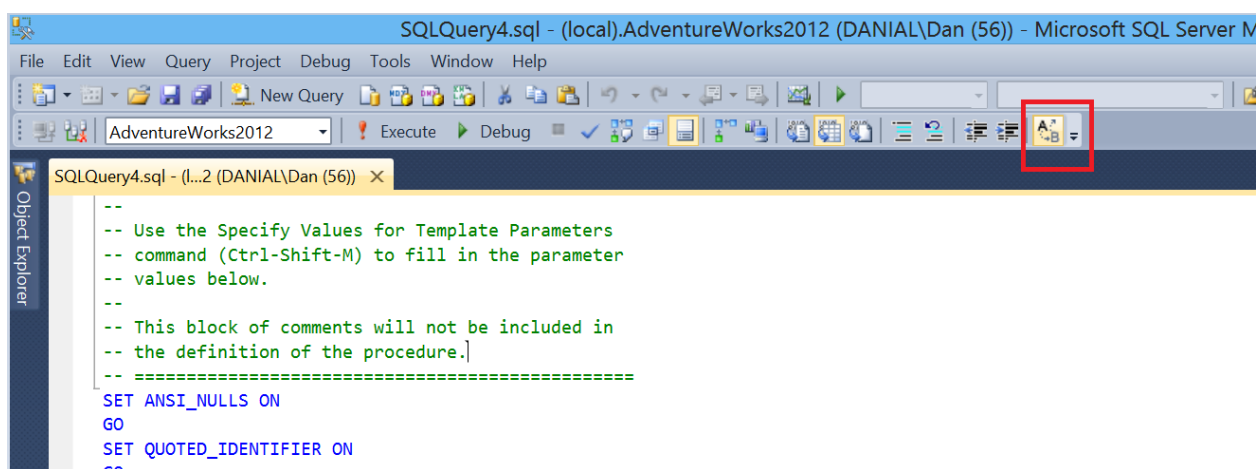 SQLQuery4.sql - (local).AdventureWorks2012 (DANIAL\Dan (56)) - Microsoft SQL Server M
File Edit View Query Project Debug Tools Window Help
New Query
AdventureWorks2012 Execute Debug
SQLQuery4.sql - (l...2 (DANIAL\Dan (56))
Object Explorer
--
-- Use the Specify Values for Template Parameters
-- command (Ctrl-Shift-M) to fill in the parameter
-- values below.
--
-- This block of comments will not be included in
-- the definition of the procedure.
-- ================================================
SET ANSI_NULLS ON
GO
SET QUOTED_IDENTIFIER ON
GO